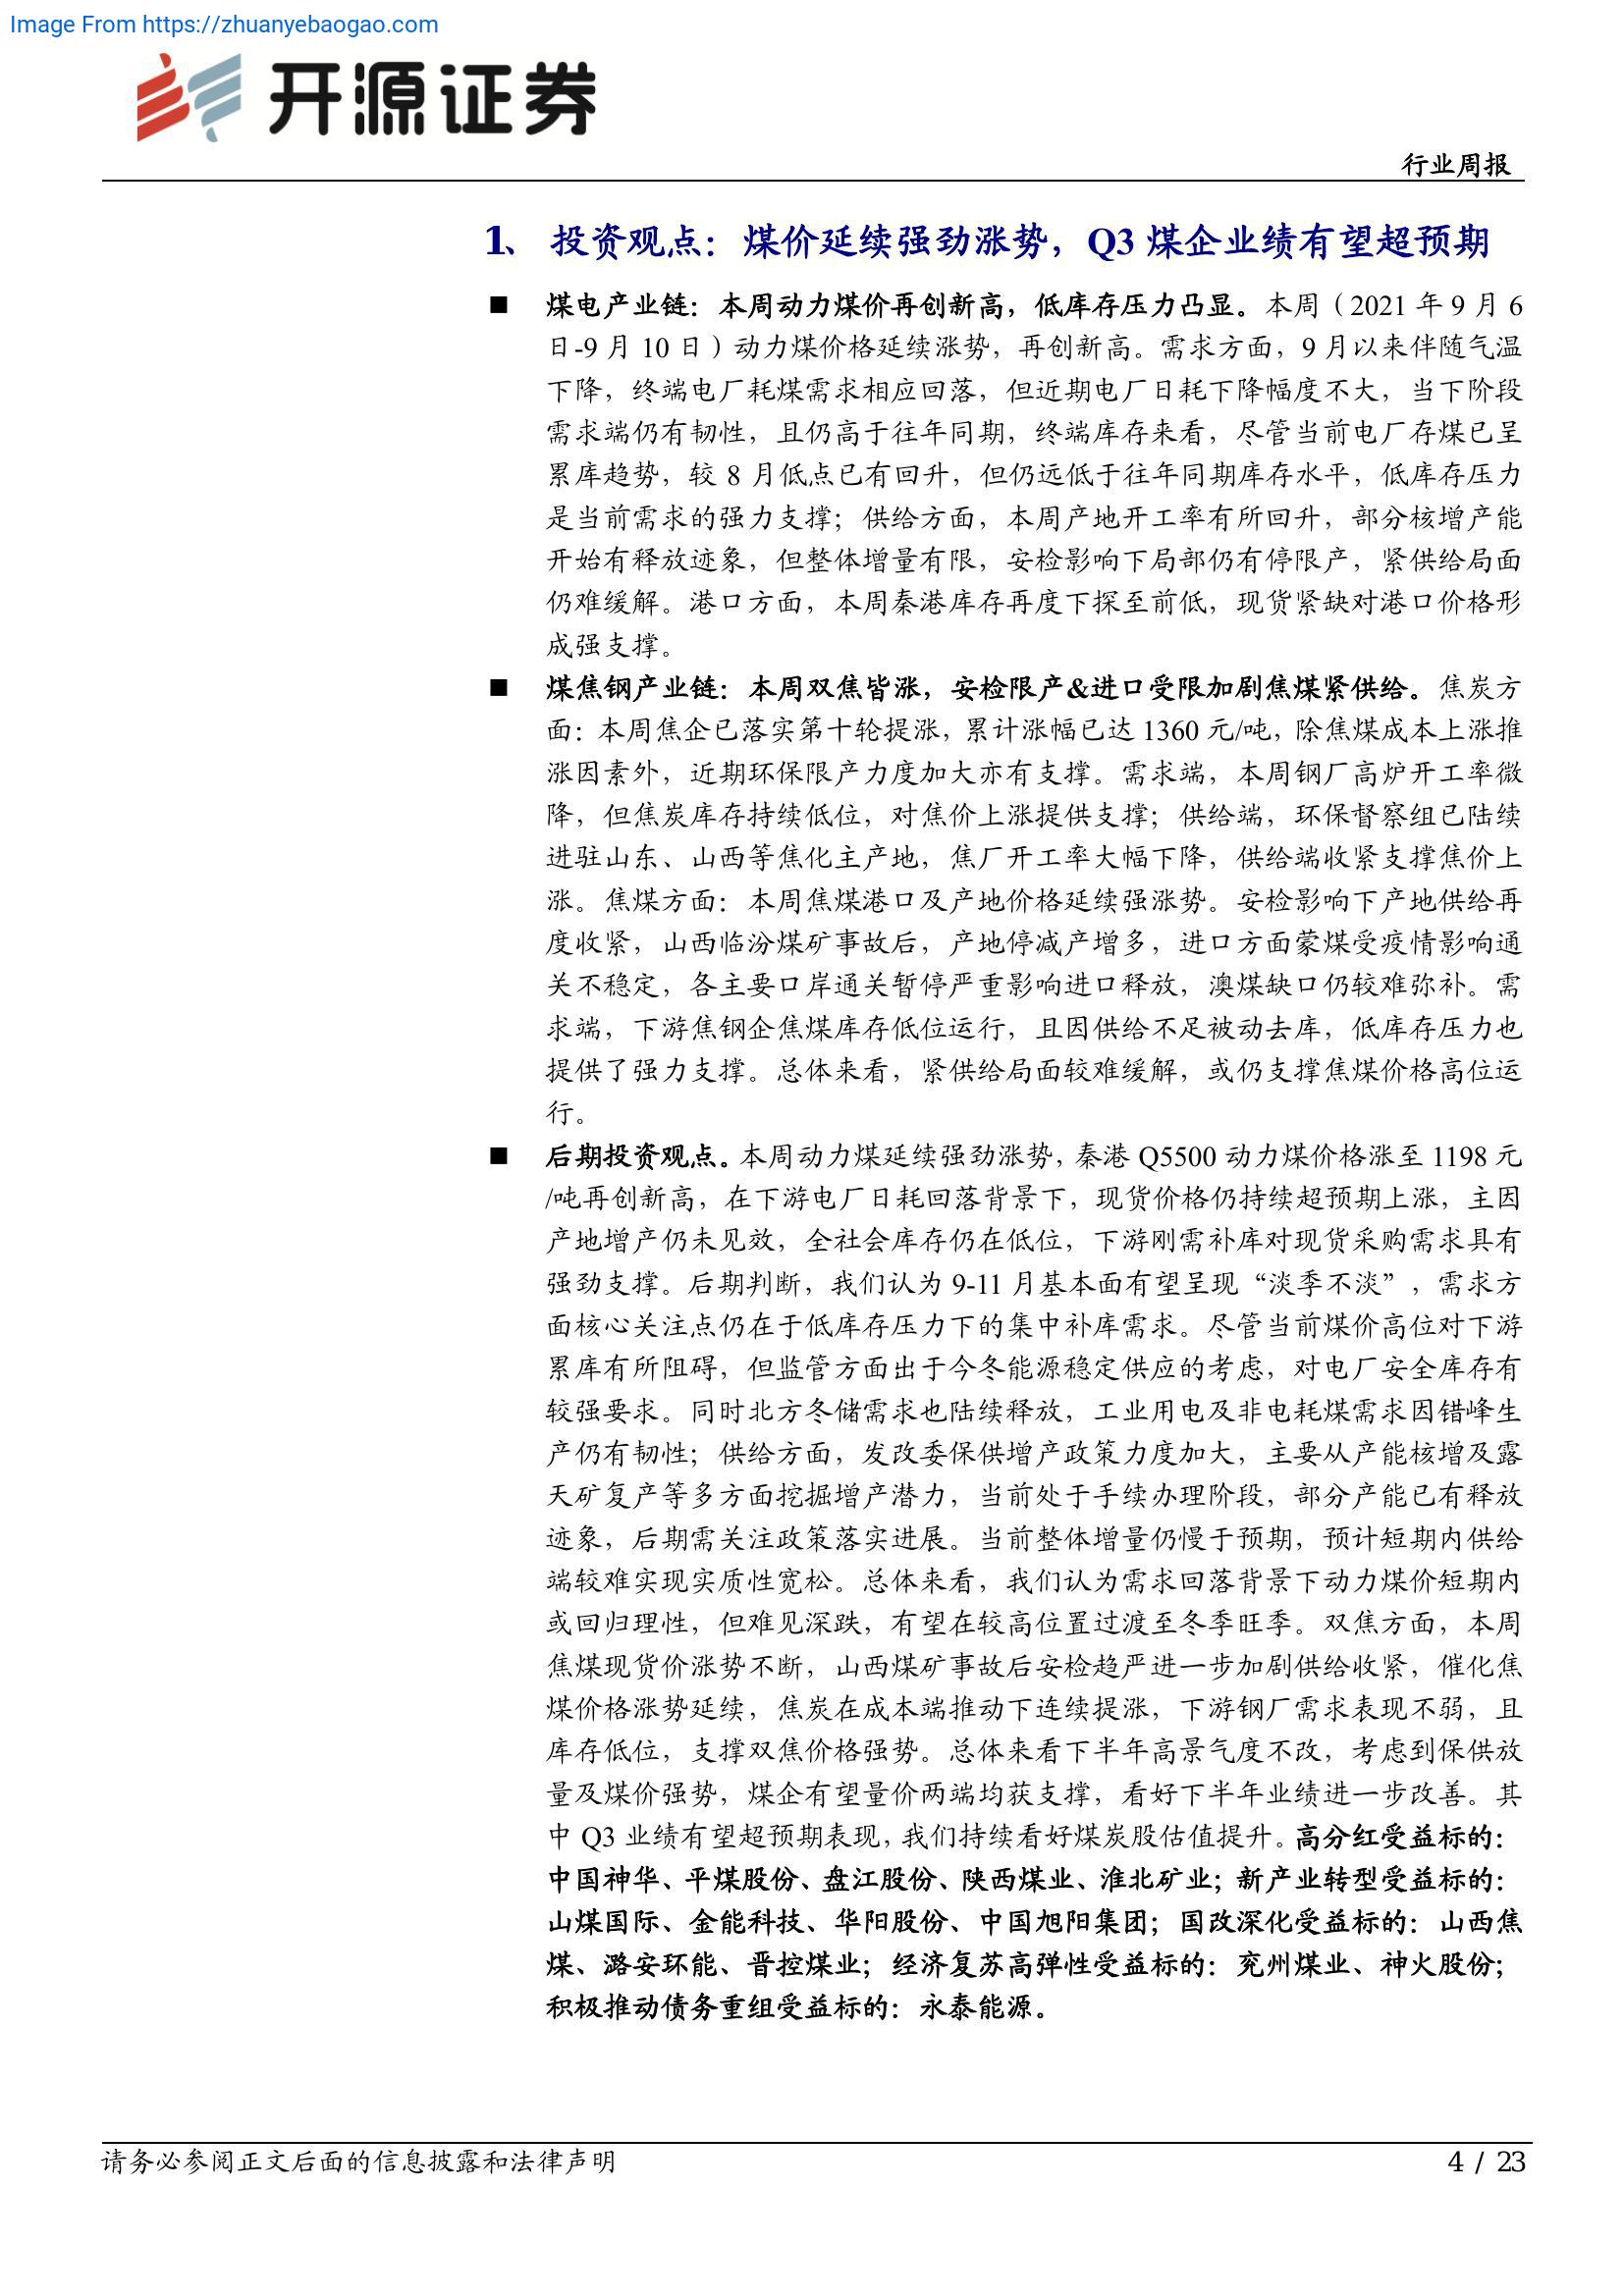 Image From https://zhuanyebaogao.com
开源证券
行业周报
1、 投资观点：煤价延续强劲涨势，Q3 煤企业绩有望超预期
■ 煤电产业链：本周动力煤价再创新高，低库存压力凸显。本周（2021 年 9 月 6
日-9 月 10 日）动力煤价格延续涨势，再创新高。需求方面，9 月以来伴随气温
下降，终端电厂耗煤需求相应回落，但近期电厂日耗下降幅度不大，当下阶段
需求端仍有韧性，且仍高于往年同期，终端库存来看，尽管当前电厂存煤已呈
累库趋势，较 8 月低点已有回升，但仍远低于往年同期库存水平，低库存压力
是当前需求的强力支撑；供给方面，本周产地开工率有所回升，部分核增产能
开始有释放迹象，但整体增量有限，安检影响下局部仍有停限产，紧供给局面
仍难缓解。港口方面，本周秦港库存再度下探至前低，现货紧缺对港口价格形
成强支撑。
■ 煤焦钢产业链：本周双焦皆涨，安检限产&进口受限加剧焦煤紧供给。焦炭方
面：本周焦企已落实第十轮提涨，累计涨幅已达 1360 元/吨，除焦煤成本上涨推
涨因素外，近期环保限产力度加大亦有支撑。需求端，本周钢厂高炉开工率微
降，但焦炭库存持续低位，对焦价上涨提供支撑；供给端，环保督察组已陆续
进驻山东、山西等焦化主产地，焦厂开工率大幅下降，供给端收紧支撑焦价上
涨。焦煤方面：本周焦煤港口及产地价格延续强涨势。安检影响下产地供给再
度收紧，山西临汾煤矿事故后，产地停减产增多，进口方面蒙煤受疫情影响通
关不稳定，各主要口岸通关暂停严重影响进口释放，澳煤缺口仍较难弥补。需
求端，下游焦钢企焦煤库存低位运行，且因供给不足被动去库，低库存压力也
提供了强力支撑。总体来看，紧供给局面较难缓解，或仍支撑焦煤价格高位运
行。
■ 后期投资观点。本周动力煤延续强劲涨势，秦港 Q5500 动力煤价格涨至 1198 元
/吨再创新高，在下游电厂日耗回落背景下，现货价格仍持续超预期上涨，主因
产地增产仍未见效，全社会库存仍在低位，下游刚需补库对现货采购需求具有
强劲支撑。后期判断，我们认为 9-11 月基本面有望呈现“淡季不淡”，需求方
面核心关注点仍在于低库存压力下的集中补库需求。尽管当前煤价高位对下游
累库有所阻碍，但监管方面出于今冬能源稳定供应的考虑，对电厂安全库存有
较强要求。同时北方冬储需求也陆续释放，工业用电及非电耗煤需求因错峰生
产仍有韧性；供给方面，发改委保供增产政策力度加大，主要从产能核增及露
天矿复产等多方面挖掘增产潜力，当前处于手续办理阶段，部分产能已有释放
迹象，后期需关注政策落实进展。当前整体增量仍慢于预期，预计短期内供给
端较难实现实质性宽松。总体来看，我们认为需求回落背景下动力煤价短期内
或回归理性，但难见深跌，有望在较高位置过渡至冬季旺季。双焦方面，本周
焦煤现货价涨势不断，山西煤矿事故后安检趋严进一步加剧供给收紧，催化焦
煤价格涨势延续，焦炭在成本端推动下连续提涨，下游钢厂需求表现不弱，且
库存低位，支撑双焦价格强势。总体来看下半年高景气度不改，考虑到保供放
量及煤价强势，煤企有望量价两端均获支撑，看好下半年业绩进一步改善。其
中 Q3 业绩有望超预期表现，我们持续看好煤炭股估值提升。高分红受益标的：
中国神华、平煤股份、盘江股份、陕西煤业、淮北矿业；新产业转型受益标的：
山煤国际、金能科技、华阳股份、中国旭阳集团；国改深化受益标的：山西焦
煤、潞安环能、晋控煤业；经济复苏高弹性受益标的：兖州煤业、神火股份；
积极推动债务重组受益标的：永泰能源。
请务必参阅正文后面的信息披露和法律声明
4 / 23